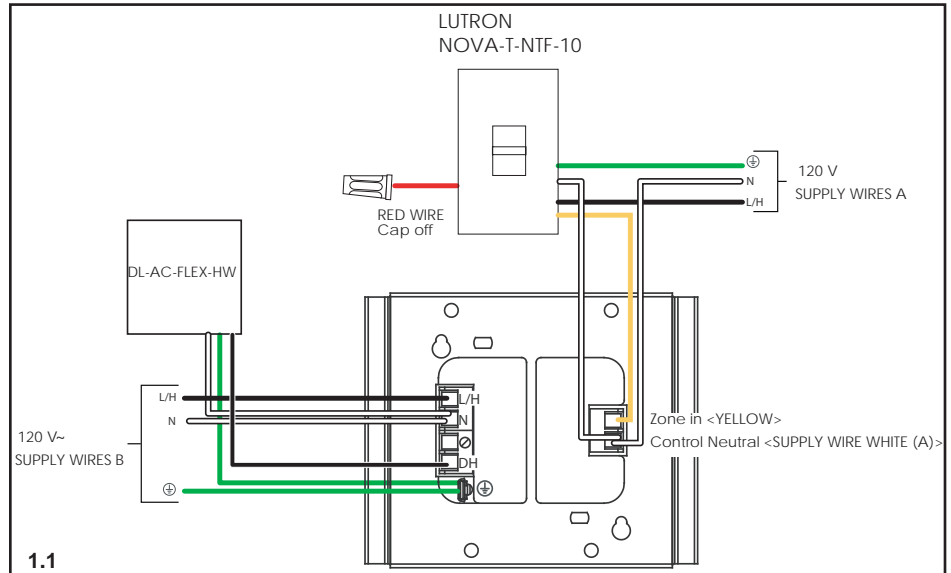 LUTRON
NOVA-T-NTF-10
RED WIRE
Cap off
N
L/H
120 V
SUPPLY WIRES A
DL-AC-FLEX-HW
L/H
N
120 V~
SUPPLY WIRES B
L/H
N
DH
Zone in <YELLOW>
Control Neutral <SUPPLY WIRE WHITE (A)>
1.1